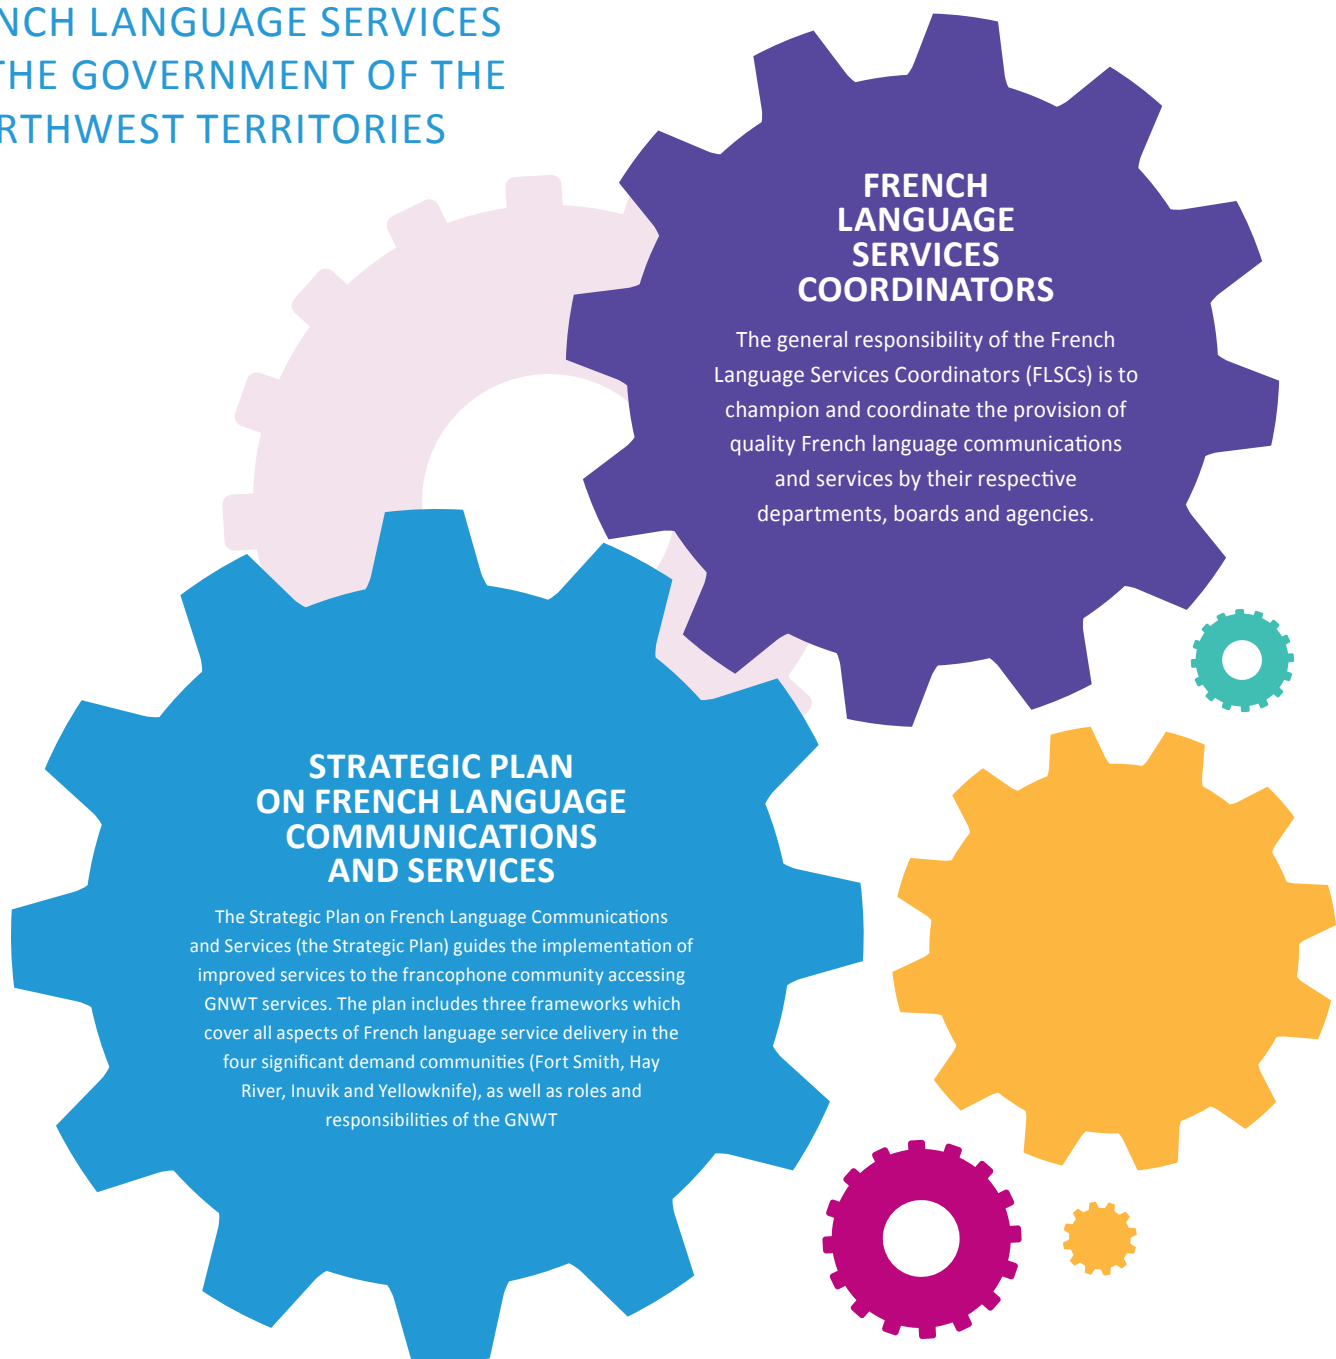 NCH LANGUAGE SERVICES
THE GOVERNMENT OF THE
RTHWEST TERRITORIES
FRENCH
LANGUAGE
SERVICES
COORDINATORS
The general responsibility of the French
Language Services Coordinators (FLSCs) is to
champion and coordinate the provision of
quality French language communications
and services by their respective
departments, boards and agencies.
STRATEGIC PLAN
ON FRENCH LANGUAGE
COMMUNICATIONS
AND SERVICES
The Strategic Plan on French Language Communications
and Services (the Strategic Plan) guides the implementation of
improved services to the francophone community accessing
GNWT services. The plan includes three frameworks which
cover all aspects of French language service delivery in the
four significant demand communities (Fort Smith, Hay
River, Inuvik and Yellowknife), as well as roles and
responsibilities of the GNWT